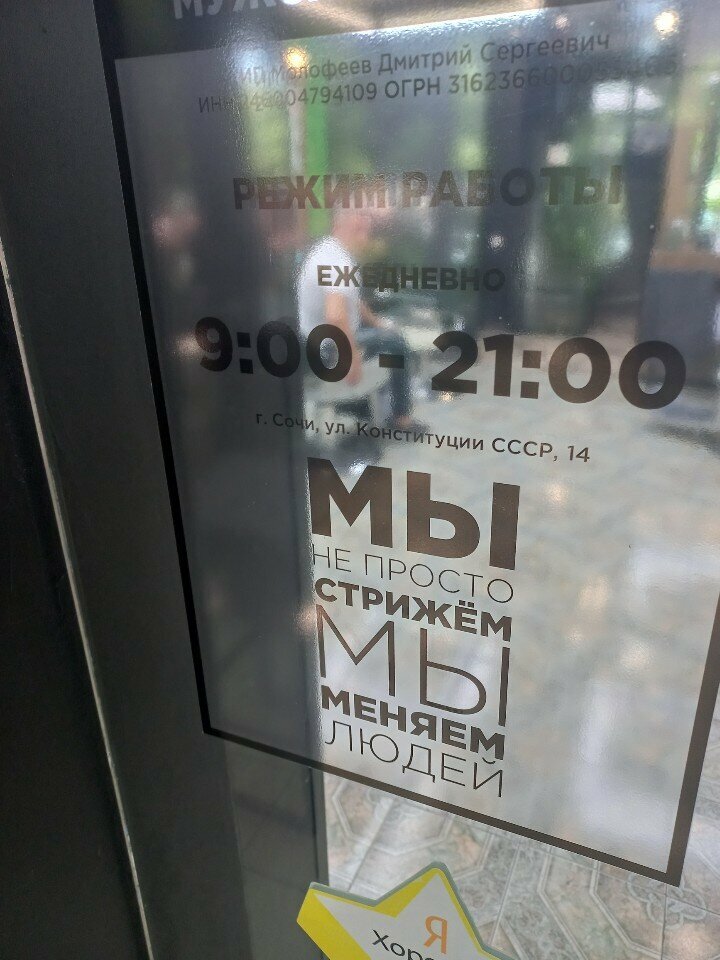 ИП Молофеев Дмитрий Сергеевич
ОГРН
РЕЖИМ РАБОТЫ
ЕЖЕДНЕВНО
9:00 - 21:00
г. Сочи, ул. Конституции СССР, 14
МЫ
НЕ ПРОСТО
СТРИЖЁМ
МЫ
МЕНЯЕМ
ЛЮДЕЙ
Я